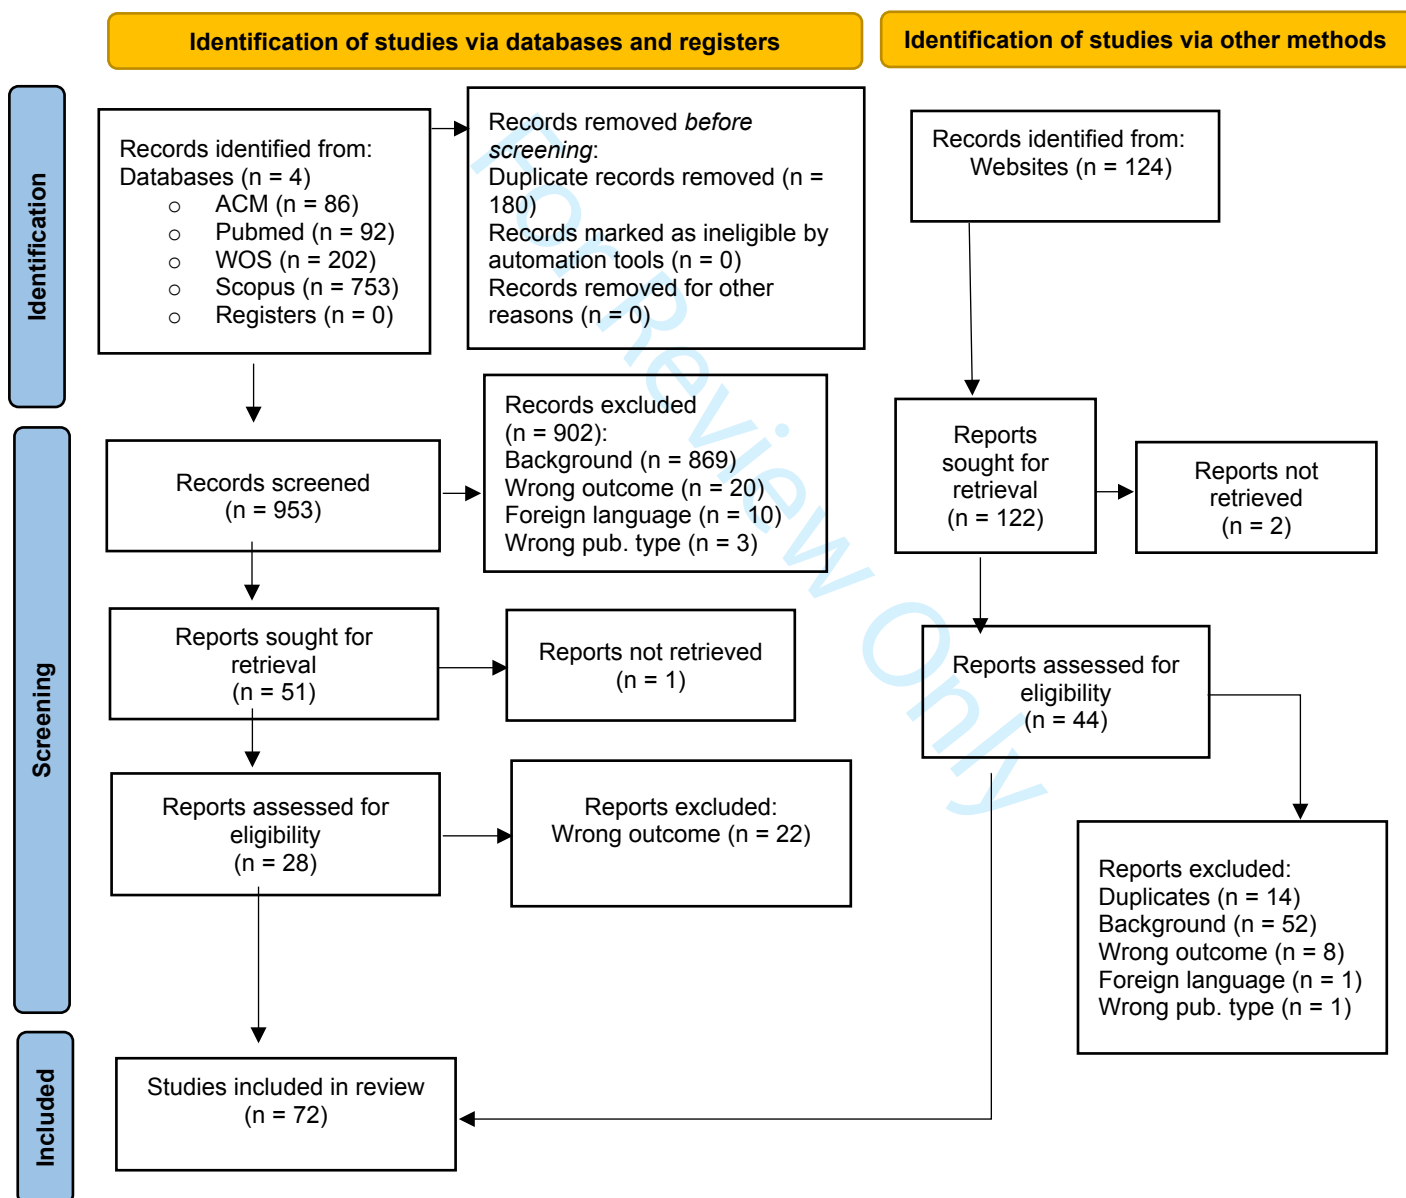 Identification of studies via databases and registers
Identification of studies via other methods
Identification
Records identified from:
Databases (n = 4)
o ACM (n = 86)
o Pubmed (n = 92)
o WOS (n = 202)
o Scopus (n = 753)
o Registers (n = 0)
Records removed before
screening:
Duplicate records removed (n =
180)
Records marked as ineligible by
automation tools (n = 0)
Records removed for other
reasons (n = 0)
Records identified from:
Websites (n = 124)
Screening
Records screened
(n = 953)
Records excluded
(n = 902):
Background (n = 869)
Wrong outcome (n = 20)
Foreign language (n = 10)
Wrong pub. type (n = 3)
Reports
sought for
retrieval
(n = 122)
Reports not
retrieved
(n = 2)
Reports sought for
retrieval
(n = 51)
Reports not retrieved
(n = 1)
Reports assessed for
eligibility
(n = 44)
Reports assessed for
eligibility
(n = 28)
Reports excluded:
Wrong outcome (n = 22)
Reports excluded:
Duplicates (n = 14)
Background (n = 52)
Wrong outcome (n = 8)
Foreign language (n = 1)
Wrong pub. type (n = 1)
Included
Studies included in review
(n = 72)
For Review Only